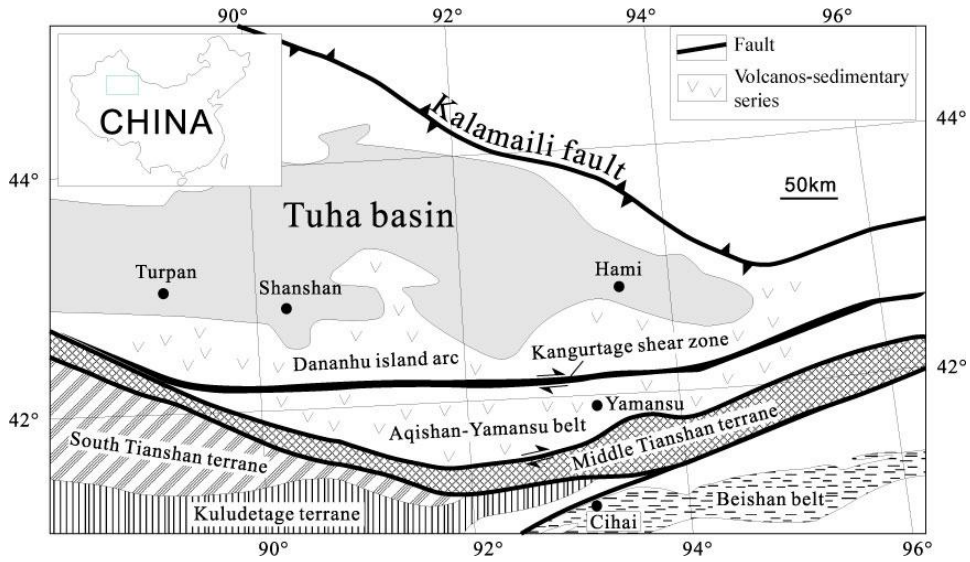 90°
92°
94°
96°
CHINA
Fault
Volcanos-sedimentary
series
Kalamaili fault
44°
44°
50km
Tuha basin
Turpan
Shanshan
Hami
Dananhu island arc
Kangurtage shear zone
42°
42°
Yamansu
Aqishan-Yamansu belt
Middle Tianshan terrane
South Tianshan terrane
Kuludetage terrane
Beishan belt
Cihai
90°
92°
94°
96°